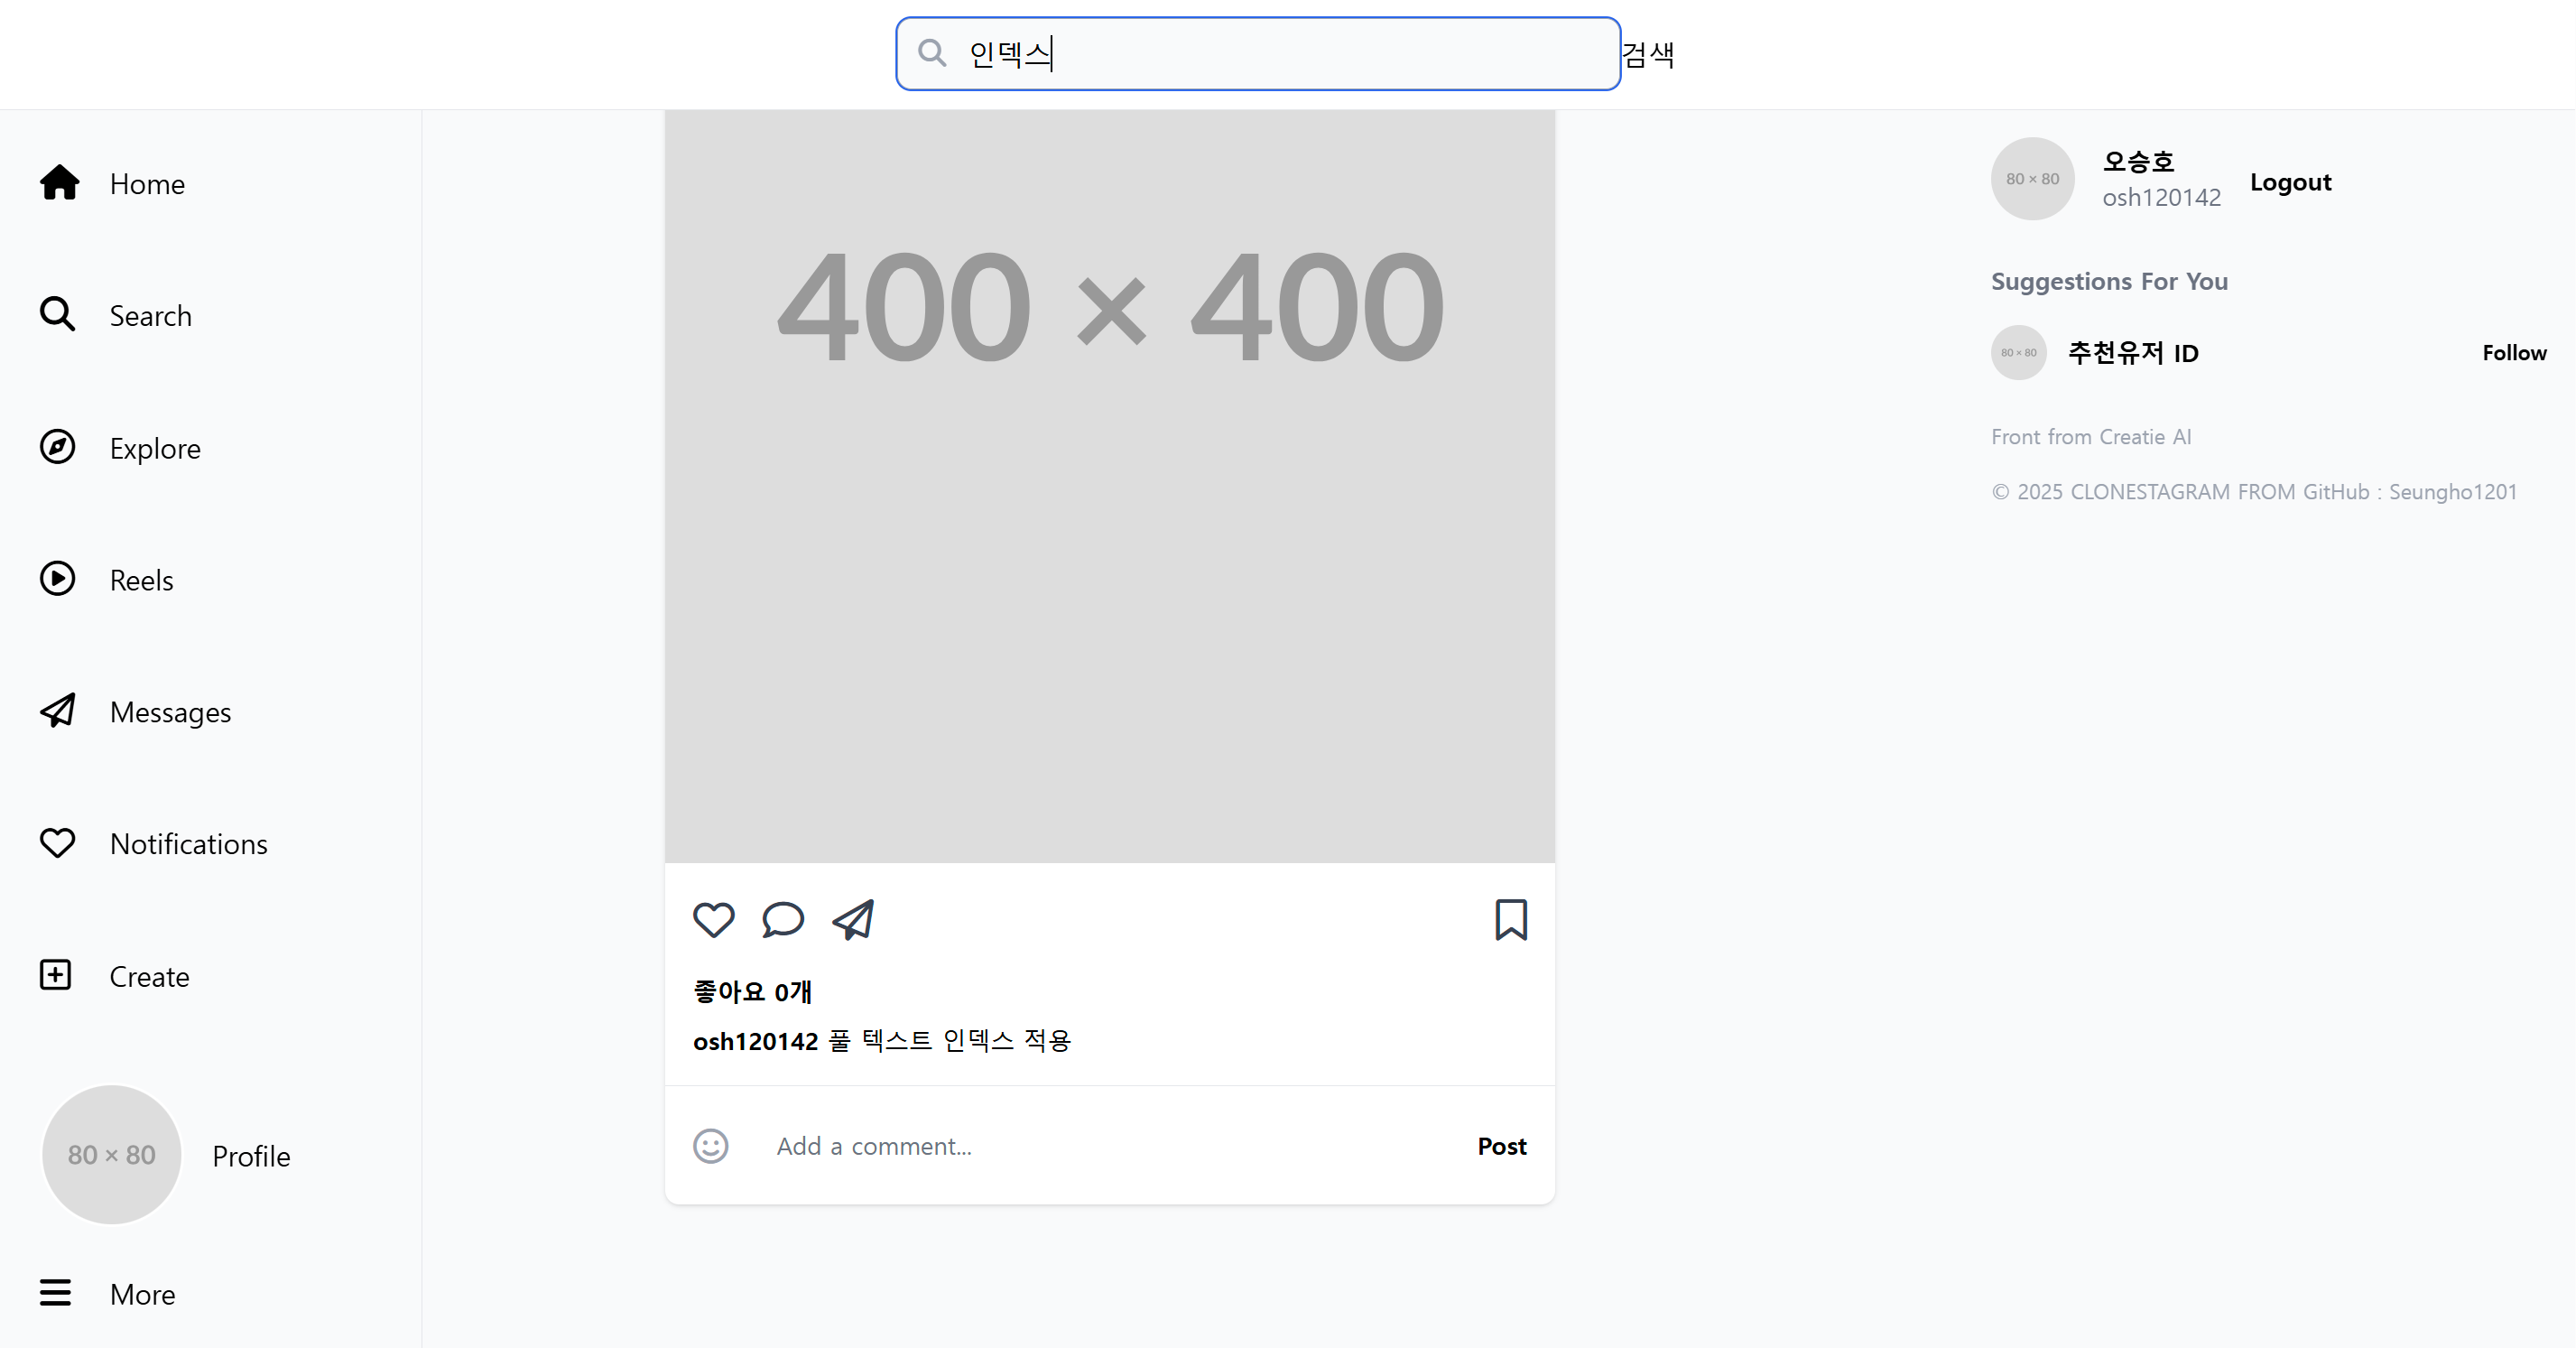 인덱스
검색
Home
Search
Explore
Reels
Messages
Notifications
Create
80 × 80
Profile
More
400 × 400
좋아요 0개
osh120142 풀 텍스트 인덱스 적용
Add a comment...
Post
80 × 80
오승호
osh120142
Logout
Suggestions For You
80 × 80
추천유저 ID
Follow
Front from Creatie AI
© 2025 CLONESTAGRAM FROM GitHub : Seungho1201